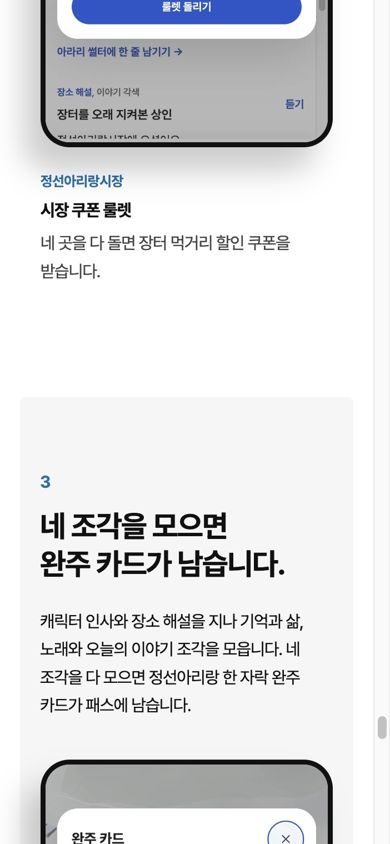 룰렛 돌리기
아라리 썰터에 한 줄 남기기 →
장소 해설, 이야기 각색
장터를 오래 지켜본 상인
듣기
정선아리랑시장
시장 쿠폰 룰렛
네 곳을 다 돌면 장터 먹거리 할인 쿠폰을
받습니다.
3
네 조각을 모으면
완주 카드가 남습니다.
캐릭터 인사와 장소 해설을 지나 기억과 삶,
노래와 오늘의 이야기 조각을 모읍니다. 네
조각을 다 모으면 정선아리랑 한 자락 완주
카드가 패스에 남습니다.
완주 카드